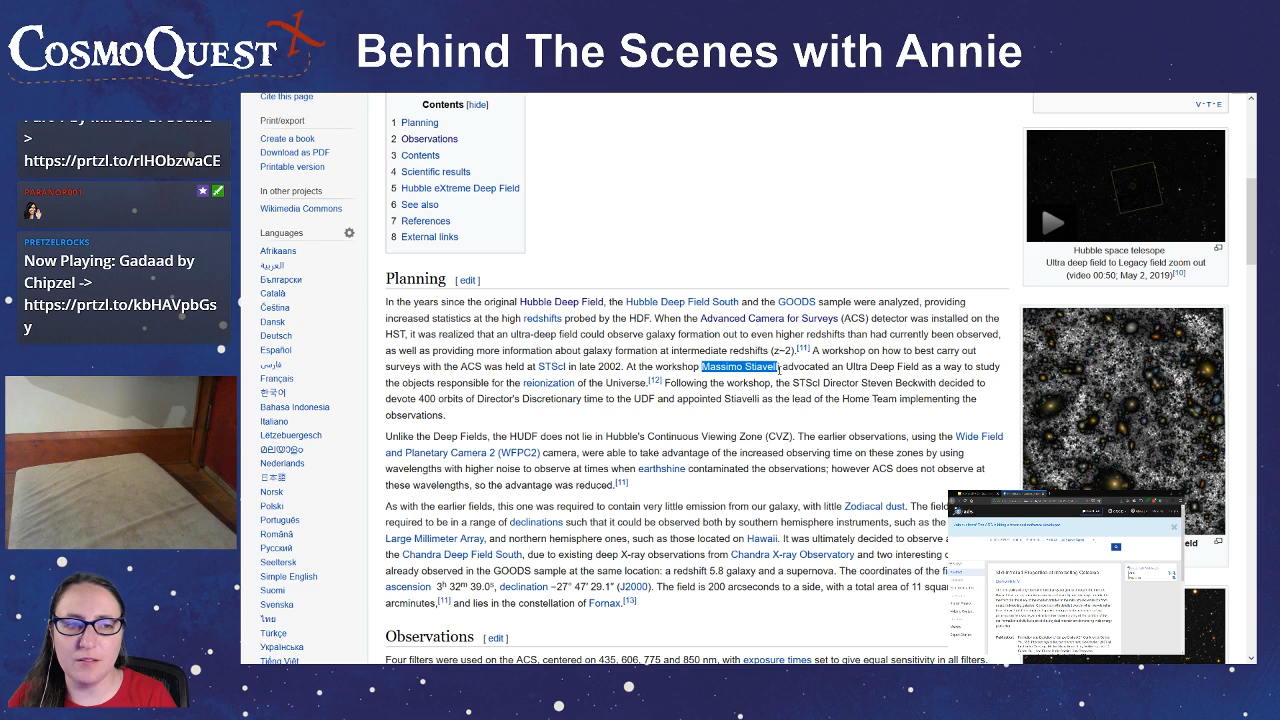 COSMOQUEST X
Behind The Scenes with Annie
>
https://prtzl.to/rIHObzwaCE
PARANOR001
PRETZELROCKS
Now Playing: Gadaad by
Chipzel ->
https://prtzl.to/kbHAVpbGs
y
Cite this page
Print/export
Create a book
Download as PDF
Printable version
In other projects
Wikimedia Commons
Languages
Afrikaans
العربية
Български
Català
Čeština
Dansk
Deutsch
Español
فارسی
Français
한국어
Bahasa Indonesia
Italiano
Lëtzebuergesch
മലയാളം
Nederlands
日本語
Norsk
Polski
Português
Română
Русский
Seeltersk
Simple English
Suomi
Svenska
ไทย
Türkçe
Українська
Tiếng Việt
Contents [hide]
1 Planning
2 Observations
3 Contents
4 Scientific results
5 Hubble eXtreme Deep Field
6 See also
7 References
8 External links
Planning [ edit ]
In the years since the original Hubble Deep Field, the Hubble Deep Field South and the GOODS sample were analyzed, providing
increased statistics at the high redshifts probed by the HDF. When the Advanced Camera for Surveys (ACS) detector was installed on the
HST, it was realized that an ultra-deep field could observe galaxy formation out to even higher redshifts than had currently been observed,
as well as providing more information about galaxy formation at intermediate redshifts (z~2).[11] A workshop on how to best carry out
surveys with the ACS was held at STScI in late 2002. At the workshop Massimo Stiavelli advocated an Ultra Deep Field as a way to study
the objects responsible for the reionization of the Universe.[12] Following the workshop, the STScI Director Steven Beckwith decided to
devote 400 orbits of Director's Discretionary time to the UDF and appointed Stiavelli as the lead of the Home Team implementing the
observations.
Unlike the Deep Fields, the HUDF does not lie in Hubble's Continuous Viewing Zone (CVZ). The earlier observations, using the Wide Field
and Planetary Camera 2 (WFPC2) camera, were able to take advantage of the increased observing time on these zones by using
wavelengths with higher noise to observe at times when earthshine contaminated the observations; however ACS does not observe at
these wavelengths, so the advantage was reduced.[11]
As with the earlier fields, this one was required to contain very little emission from our galaxy, with little Zodiacal dust. The field
required to be in a range of declinations such that it could be observed both by southern hemisphere instruments, such as the
Large Millimeter Array, and northern hemisphere ones, such as those located on Hawaii. It was ultimately decided to observe
the Chandra Deep Field South, due to existing deep X-ray observations from Chandra X-ray Observatory and two interesting
already observed in the GOODS sample at the same location: a redshift 5.8 galaxy and a supernova. The coordinates of the
ascension 3h 32m 39.0s, declination −27° 47′ 29.1″ (J2000). The field is 200 arcseconds to a side, with a total area of 11
arcminutes,[11] and lies in the constellation of Fornax.[13]
Observations [ edit ]
Four filters were used on the ACS, centered on 435, 606, 775 and 850 nm, with exposure times set to give equal sensitivity in all filters.
V·T·E
Hubble space telesope
Ultra deep field to Legacy field zoom out
(video 00:50; May 2, 2019)[10]
eld